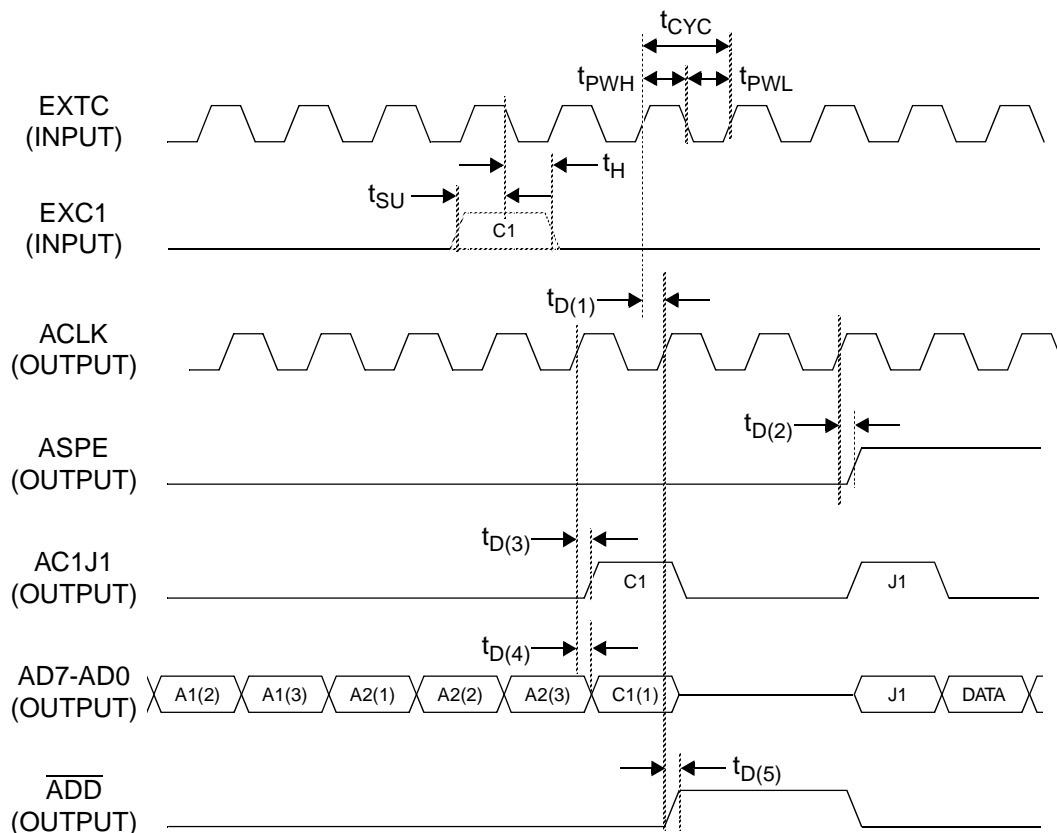 tCYC
tPWH
tPWL
EXTC
(INPUT)
tH
tSU
EXC1
(INPUT)
C1
tD(1)
ACLK
(OUTPUT)
tD(2)
ASPE
(OUTPUT)
tD(3)
AC1J1
(OUTPUT)
C1
J1
tD(4)
AD7-AD0
(OUTPUT)
A1(2) A1(3) A2(1) A2(2) A2(3) C1(1) J1 DATA
tD(5)
ADD
(OUTPUT)